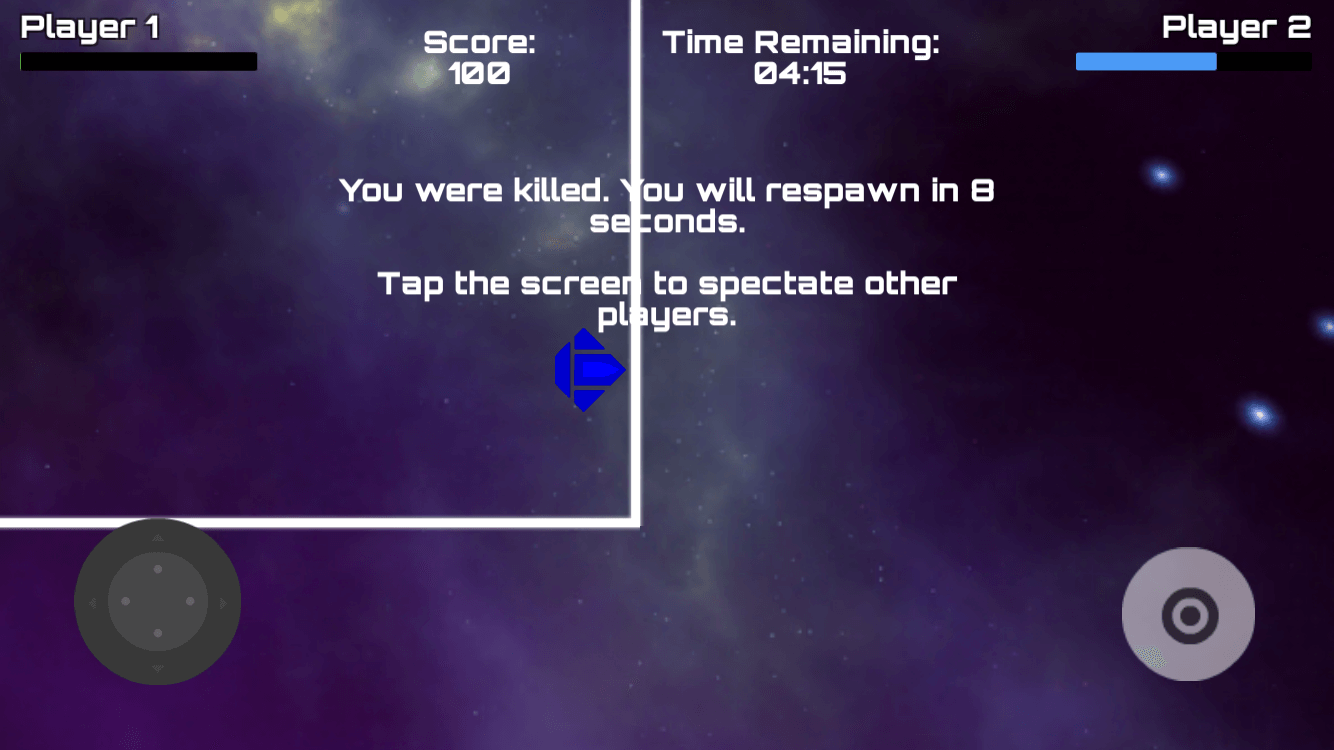 Player 1
Score:
100
Time Remaining:
04:15
Player 2
You were killed. You will respawn in 8
seconds.
Tap the screen to spectate other
players.